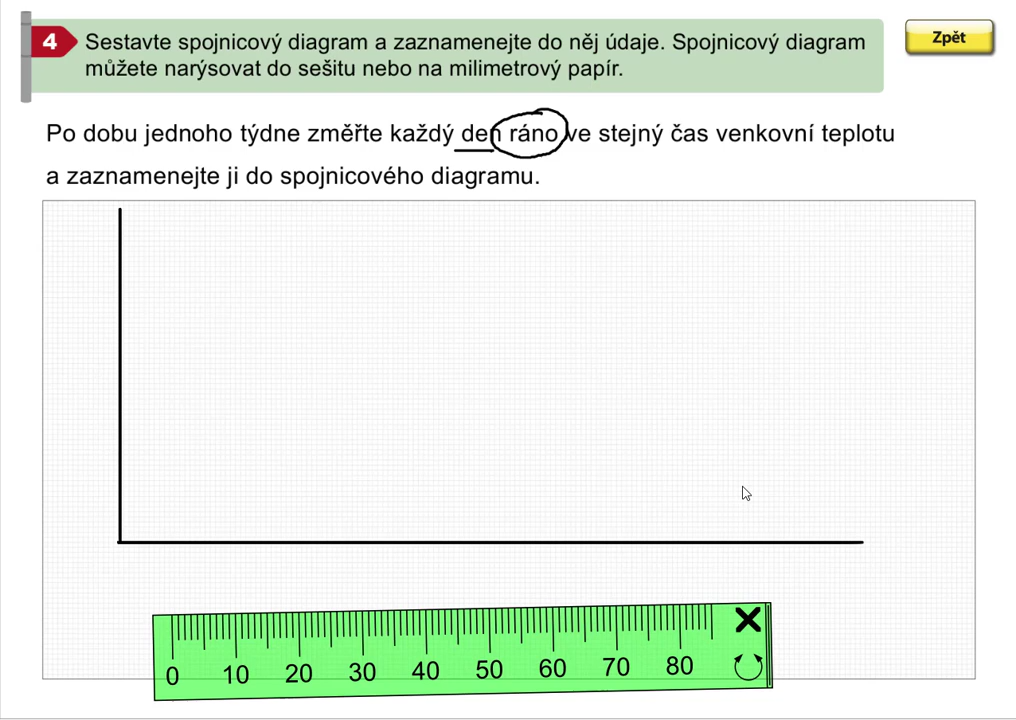 4
Sestavte spojnicový diagram a zaznamenejte do něj údaje. Spojnicový diagram
můžete narýsovat do sešitu nebo na milimetrový papír.
Zpět
Po dobu jednoho týdne změřte každý den ráno ve stejný čas venkovní teplotu
a zaznamenejte ji do spojnicového diagramu.
0 10 20 30 40 50 60 70 80